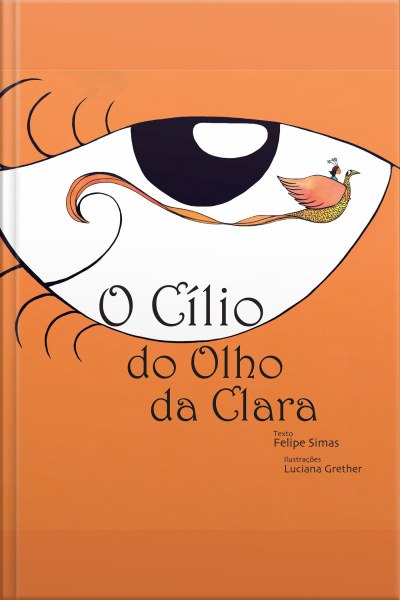 O Cílio
do Olho
da Clara
Texto
Felipe Simas
Ilustrações
Luciana Grether